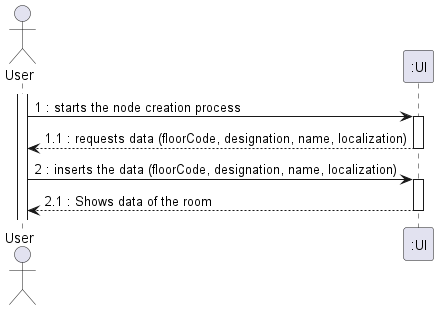 User
:UI
1 : starts the node creation process
1.1 : requests data (floorCode, designation, name, localization)
2 : inserts the data (floorCode, designation, name, localization)
2.1 : Shows data of the room
User
:UI